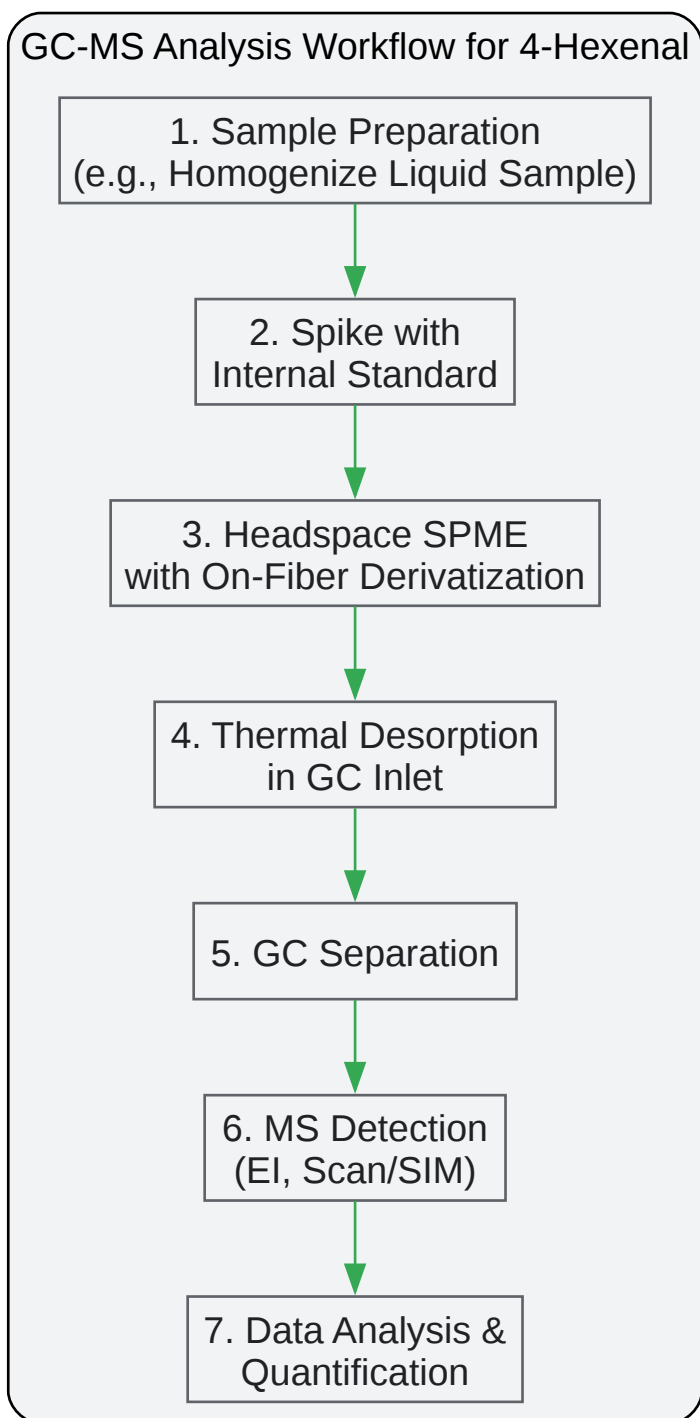 GC-MS Analysis Workflow for 4-Hexenal
1. Sample Preparation
(e.g., Homogenize Liquid Sample)
2. Spike with
Internal Standard
3. Headspace SPME
with On-Fiber Derivatization
4. Thermal Desorption
in GC Inlet
5. GC Separation
6. MS Detection
(EI, Scan/SIM)
7. Data Analysis &
Quantification